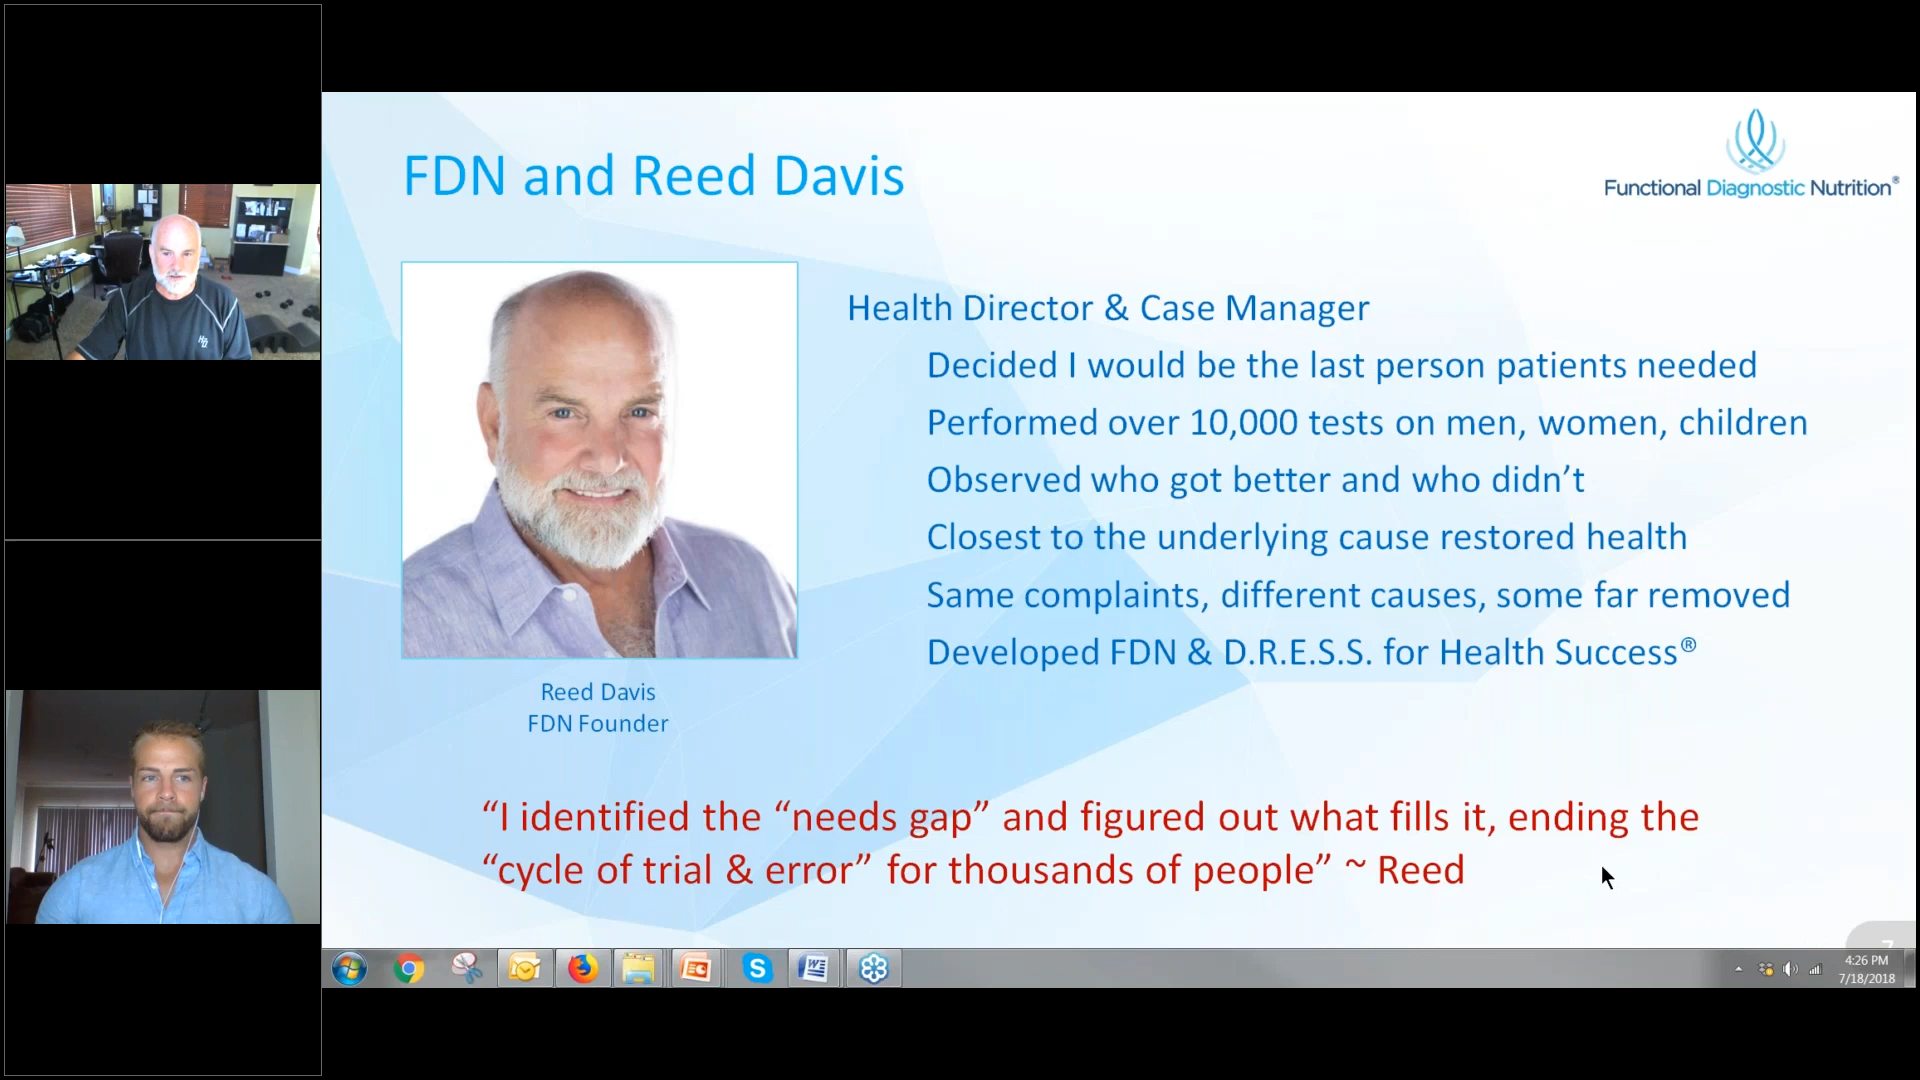 FDN and Reed Davis
Functional Diagnostic Nutrition®
Health Director & Case Manager
Decided I would be the last person patients needed
Performed over 10,000 tests on men, women, children
Observed who got better and who didn’t
Closest to the underlying cause restored health
Same complaints, different causes, some far removed
Developed FDN & D.R.E.S.S. for Health Success®
Reed Davis
FDN Founder
“I identified the “needs gap” and figured out what fills it, ending the
“cycle of trial & error” for thousands of people” ~ Reed
7
4:26 PM
7/18/2018